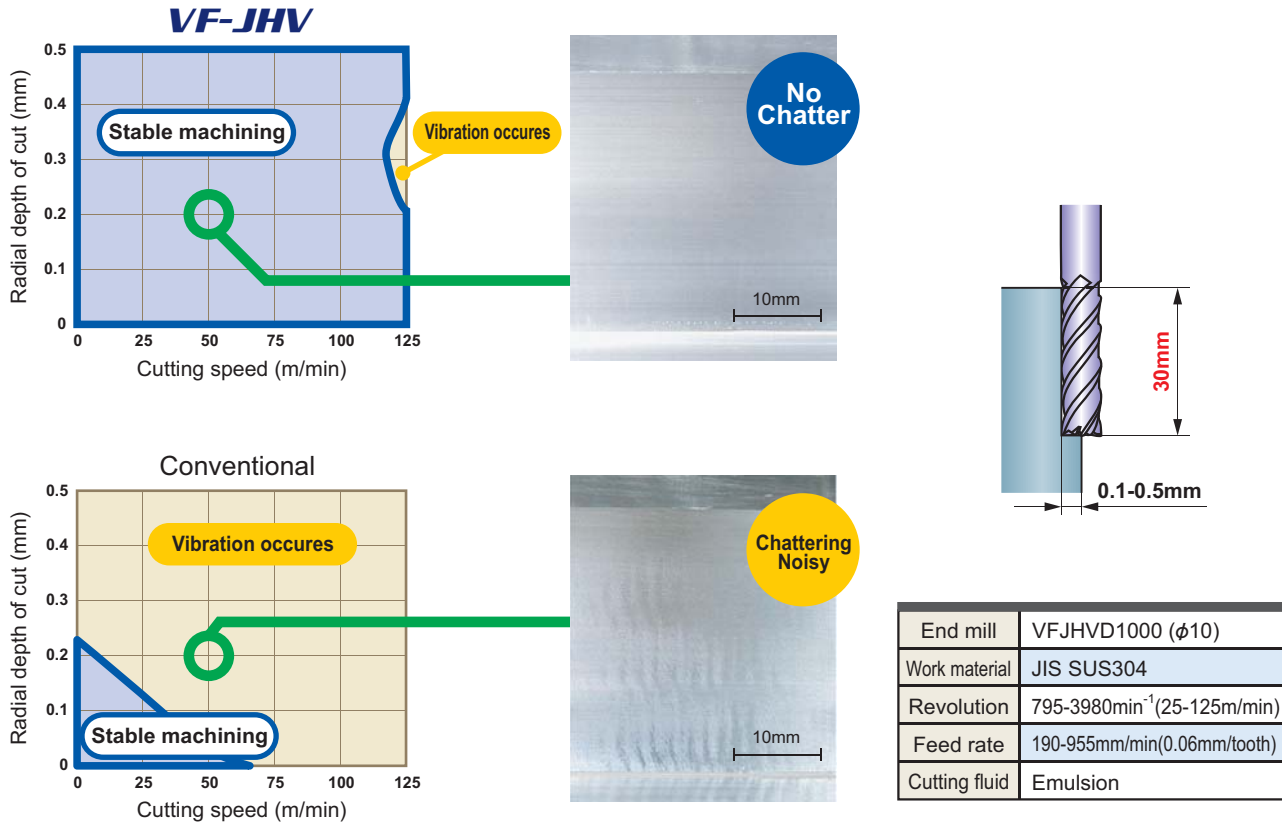 VF-JHV
Radial depth of cut (mm)
0.5
0.4
0.3
0.2
0.1
0
Stable machining
Vibration occures
0
25
50
75
100
125
Cutting speed (m/min)
No
Chatter
10mm
30mm
0.1-0.5mm
Conventional
Radial depth of cut (mm)
0.5
0.4
0.3
0.2
0.1
0
Vibration occures
Stable machining
0
25
50
75
100
125
Cutting speed (m/min)
Chattering
Noisy
10mm
End mill VFJHVD1000 (ϕ10)
Work material JIS SUS304
Revolution 795-3980min⁻¹(25-125m/min)
Feed rate 190-955mm/min(0.06mm/tooth)
Cutting fluid Emulsion